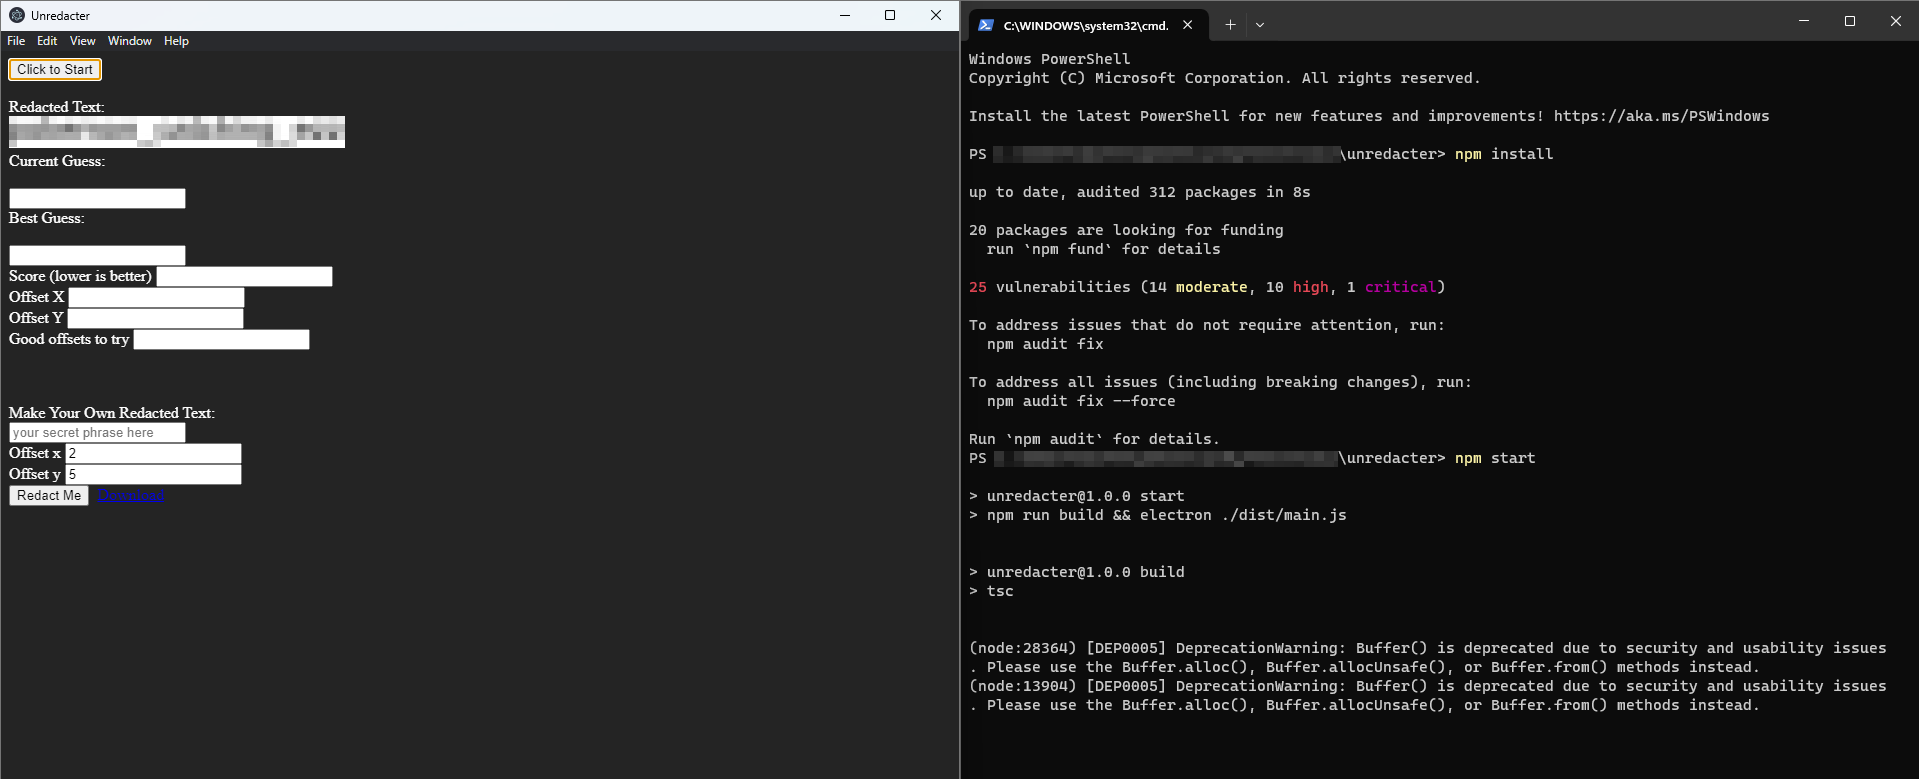 Unredacter
File Edit View Window Help
Click to Start
Redacted Text:
Current Guess:
Best Guess:
Score (lower is better)
Offset X
Offset Y
Good offsets to try
Make Your Own Redacted Text:
your secret phrase here
Offset x 2
Offset y 5
Redact Me Download
C:\WINDOWS\system32\cmd.
Windows PowerShell
Copyright (C) Microsoft Corporation. All rights reserved.
Install the latest PowerShell for new features and improvements! https://aka.ms/PSWindows
PS \unredacter> npm install
up to date, audited 312 packages in 8s
20 packages are looking for funding
run `npm fund` for details
25 vulnerabilities (14 moderate, 10 high, 1 critical)
To address issues that do not require attention, run:
npm audit fix
To address all issues (including breaking changes), run:
npm audit fix --force
Run `npm audit` for details.
PS \unredacter> npm start
> unredacter@1.0.0 start
> npm run build && electron ./dist/main.js
> unredacter@1.0.0 build
> tsc
(node:28364) [DEP0005] DeprecationWarning: Buffer() is deprecated due to security and usability issues
. Please use the Buffer.alloc(), Buffer.allocUnsafe(), or Buffer.from() methods instead.
(node:13904) [DEP0005] DeprecationWarning: Buffer() is deprecated due to security and usability issues
. Please use the Buffer.alloc(), Buffer.allocUnsafe(), or Buffer.from() methods instead.